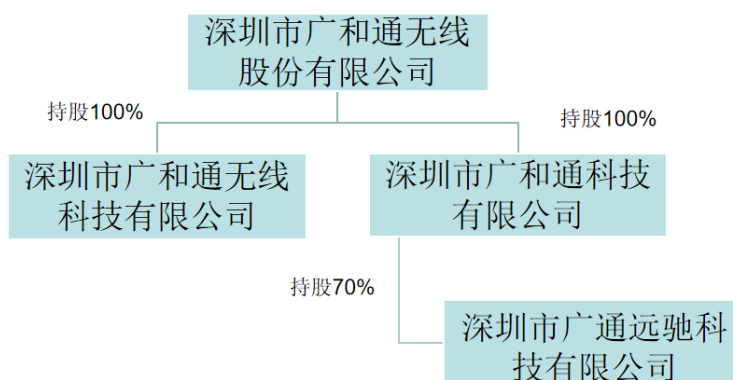 深圳市广和通无线
股份有限公司
持股100%
持股100%
深圳市广和通无线
科技有限公司
深圳市广和通科技
有限公司
持股70%
深圳市广通远驰科
技有限公司